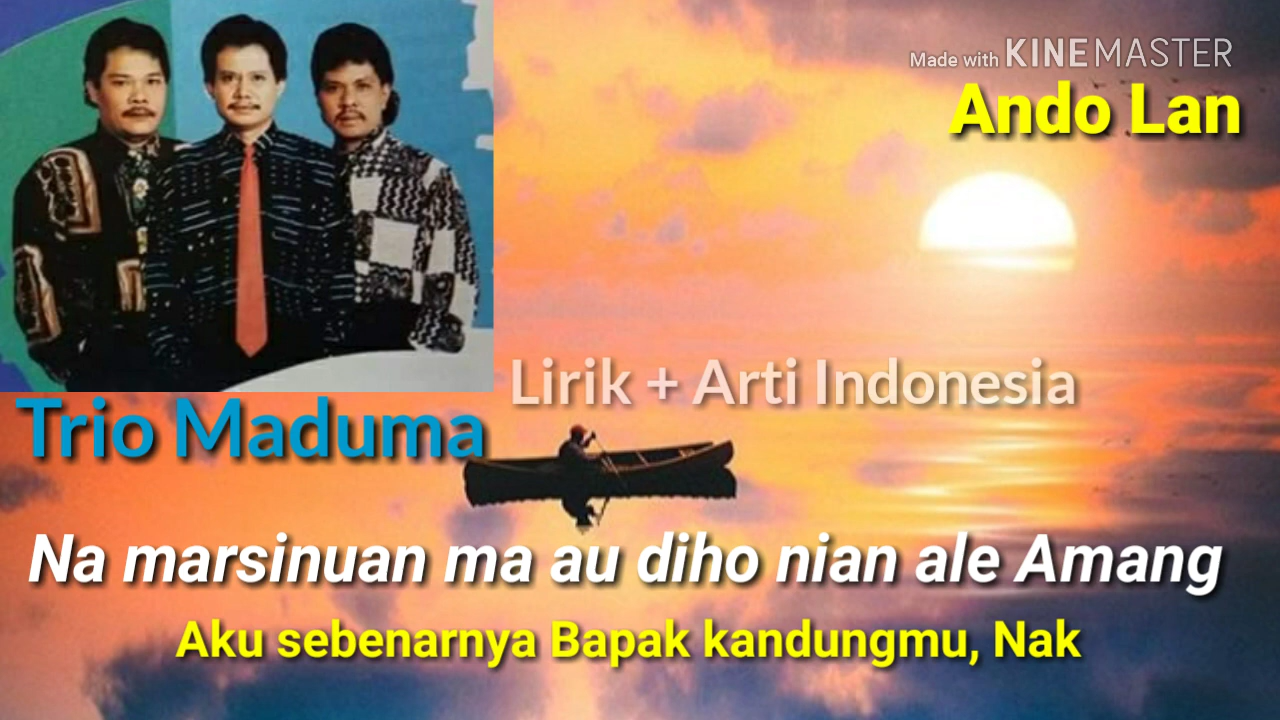 Made with KINEMASTER
Ando Lan
Lirik + Arti Indonesia
Trio Maduma
Na marsinuan ma au diho nian ale Amang
Aku sebenarnya Bapak kandungmu, Nak